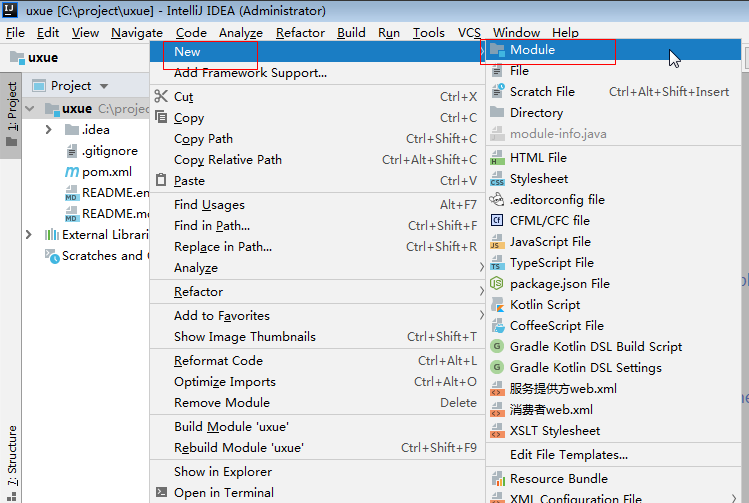 uxue [C:\project\uxue] - IntelliJ IDEA (Administrator)
File Edit View Navigate Code Analyze Refactor Build Run Tools VCS Window Help
uxue
1: Project
Project
uxue C:\projec
.idea
.gitignore
pom.xml
README.en
README.m
External Librari
Scratches and C
7: Structure
New
Add Framework Support...
Cut Ctrl+X
Copy Ctrl+C
Copy Path Ctrl+Shift+C
Copy Relative Path Ctrl+Alt+Shift+C
Paste Ctrl+V
Find Usages Alt+F7
Find in Path... Ctrl+Shift+F
Replace in Path... Ctrl+Shift+R
Analyze
Refactor
Add to Favorites
Show Image Thumbnails Ctrl+Shift+T
Reformat Code Ctrl+Alt+L
Optimize Imports Ctrl+Alt+O
Remove Module Delete
Build Module 'uxue'
Rebuild Module 'uxue' Ctrl+Shift+F9
Show in Explorer
Open in Terminal
Module
File
Scratch File Ctrl+Alt+Shift+Insert
Directory
module-info.java
HTML File
Stylesheet
.editorconfig file
CFML/CFC file
JavaScript File
TypeScript File
package.json File
Kotlin Script
CoffeeScript File
Gradle Kotlin DSL Build Script
Gradle Kotlin DSL Settings
服务提供方web.xml
消费者web.xml
XSLT Stylesheet
Edit File Templates...
Resource Bundle
XML Configuration File